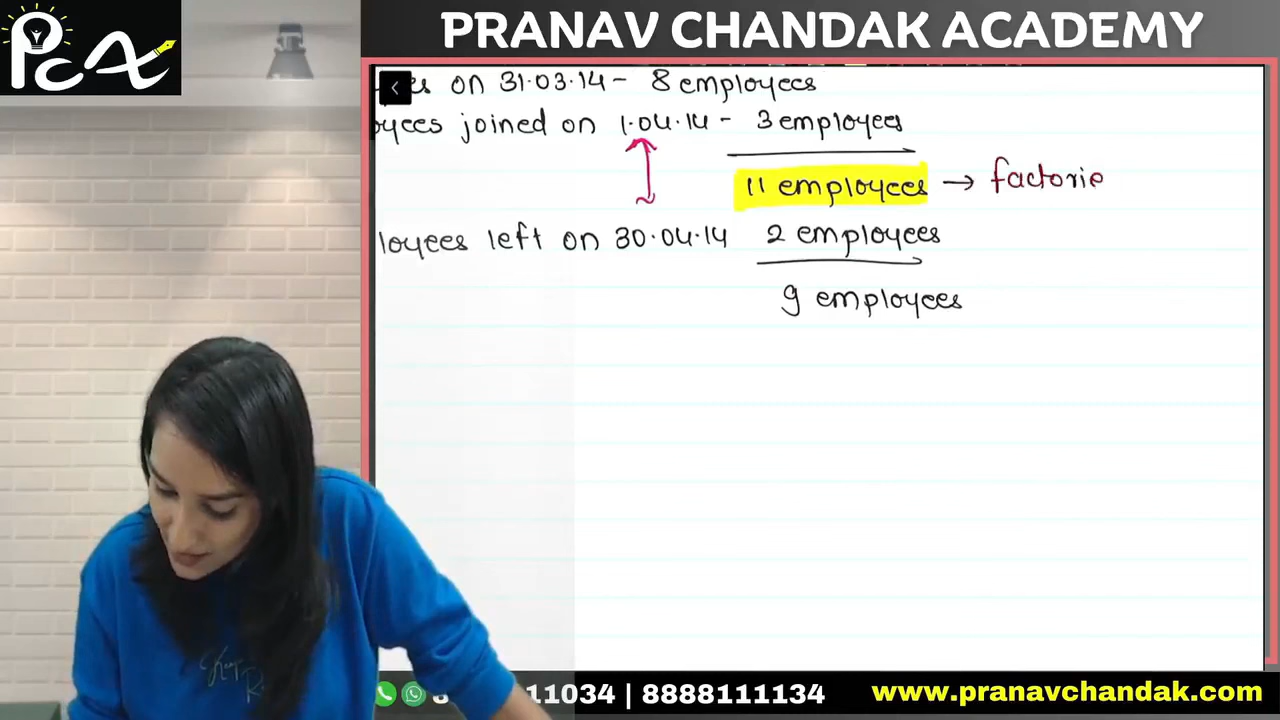 PCA
PRANAV CHANDAK ACADEMY
on 31.03.14 - 8 employees
joined on 1.04.14 - 3 employees
11 employees → factorie
left on 30.04.14 2 employees
9 employees
11034 | 8888111134
www.pranavchandak.com